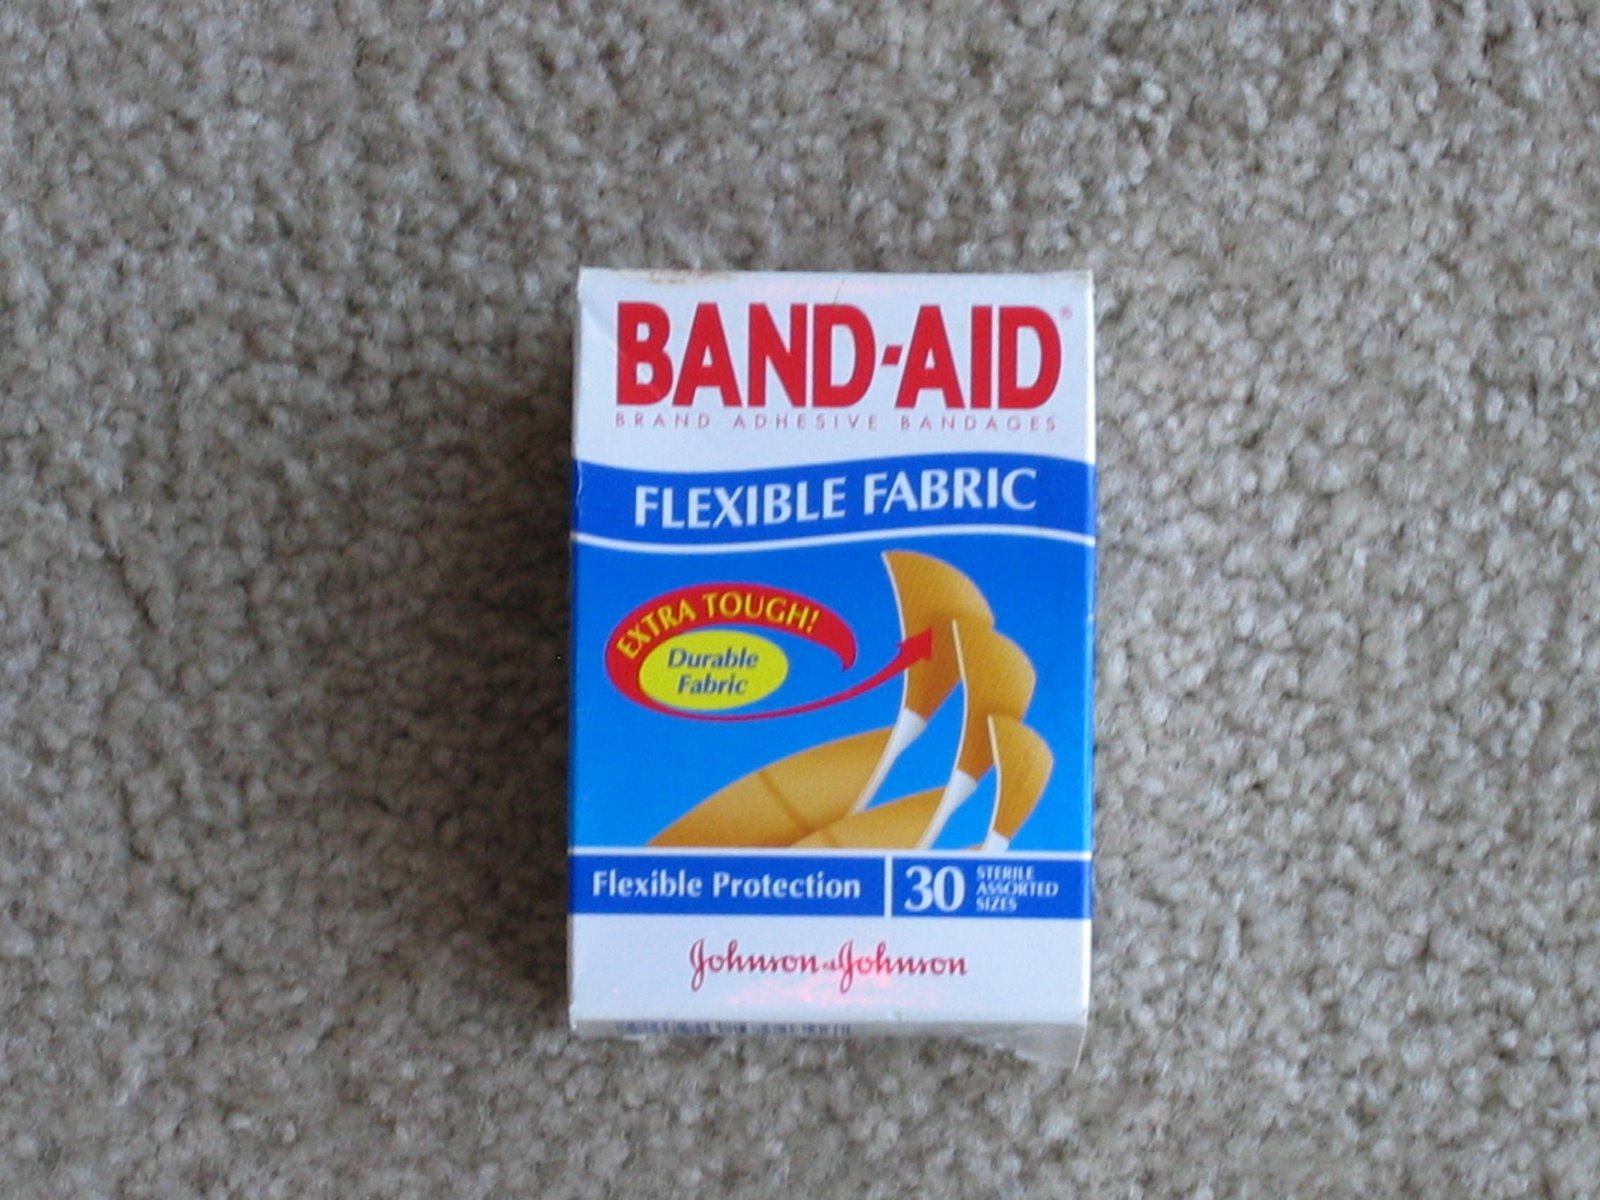 BAND-AID®
BRAND ADHESIVE BANDAGES
FLEXIBLE FABRIC
EXTRA TOUGH!
Durable
Fabric
Flexible Protection
30 STERILE
ASSORTED
SIZES
Johnson & Johnson